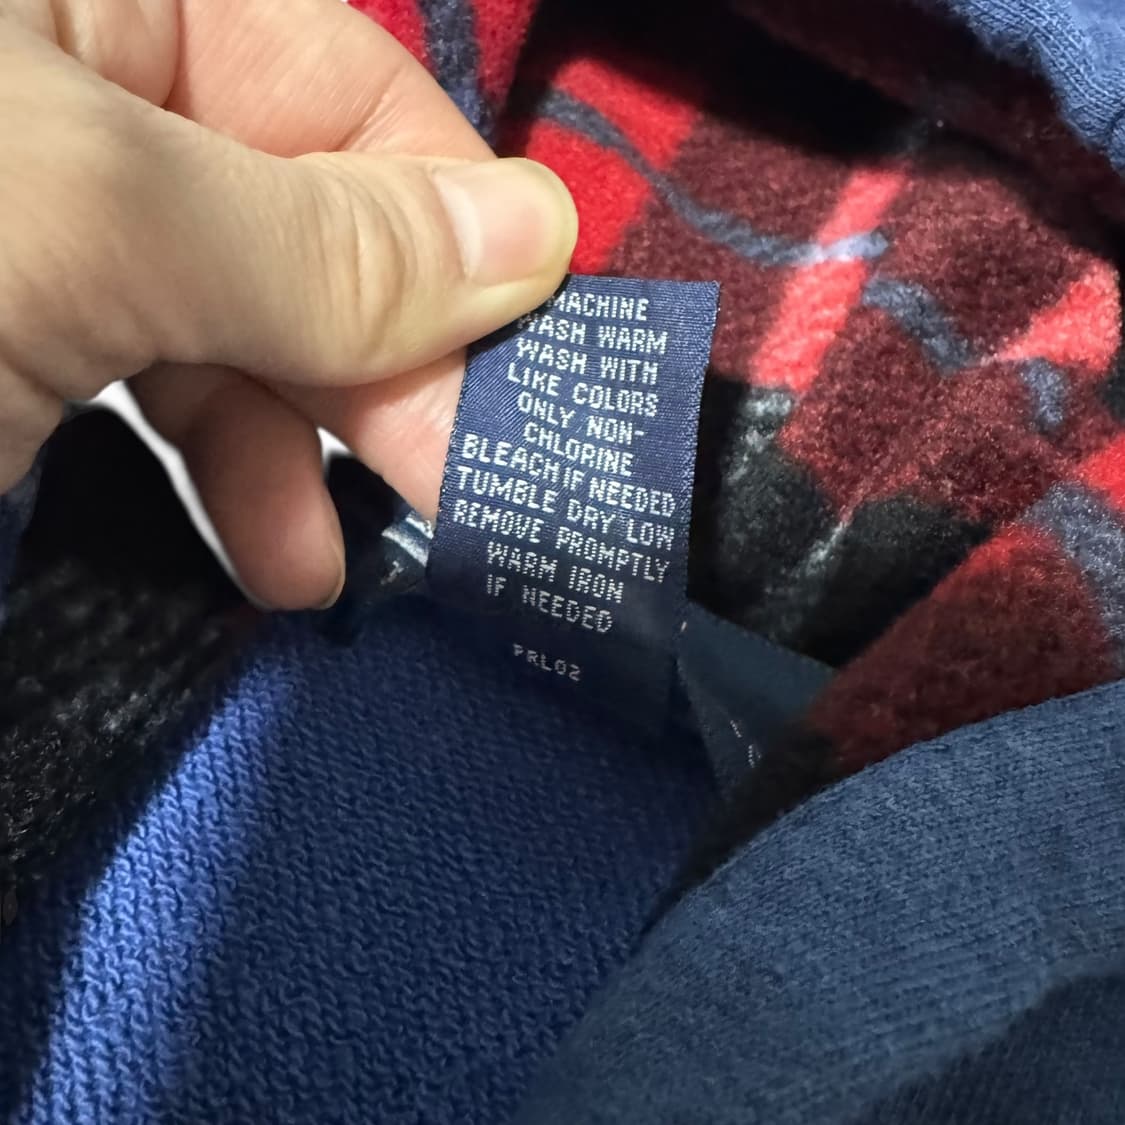 MACHINE
WASH WARM
WASH WITH
LIKE COLORS
ONLY NON-
CHLORINE
BLEACH IF NEEDED
TUMBLE DRY LOW
REMOVE PROMPTLY
WARM IRON
IF NEEDED
PRL02